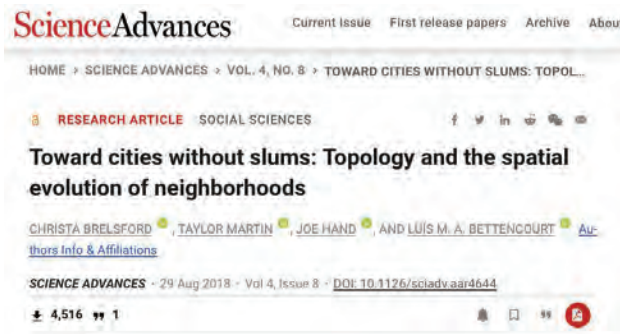 ScienceAdvances Current Issue First release papers Archive Abou
HOME > SCIENCE ADVANCES > VOL. 4, NO. 8 > TOWARD CITIES WITHOUT SLUMS: TOPOL...
RESEARCH ARTICLE SOCIAL SCIENCES
Toward cities without slums: Topology and the spatial
evolution of neighborhoods
CHRISTA BRELSFORD, TAYLOR MARTIN, JOE HAND, AND LUÍS M. A. BETTENCOURT Au-
thors Info & Affiliations
SCIENCE ADVANCES · 29 Aug 2018 · Vol 4, Issue 8 · DOI: 10.1126/sciadv.aar4644
4,516 1